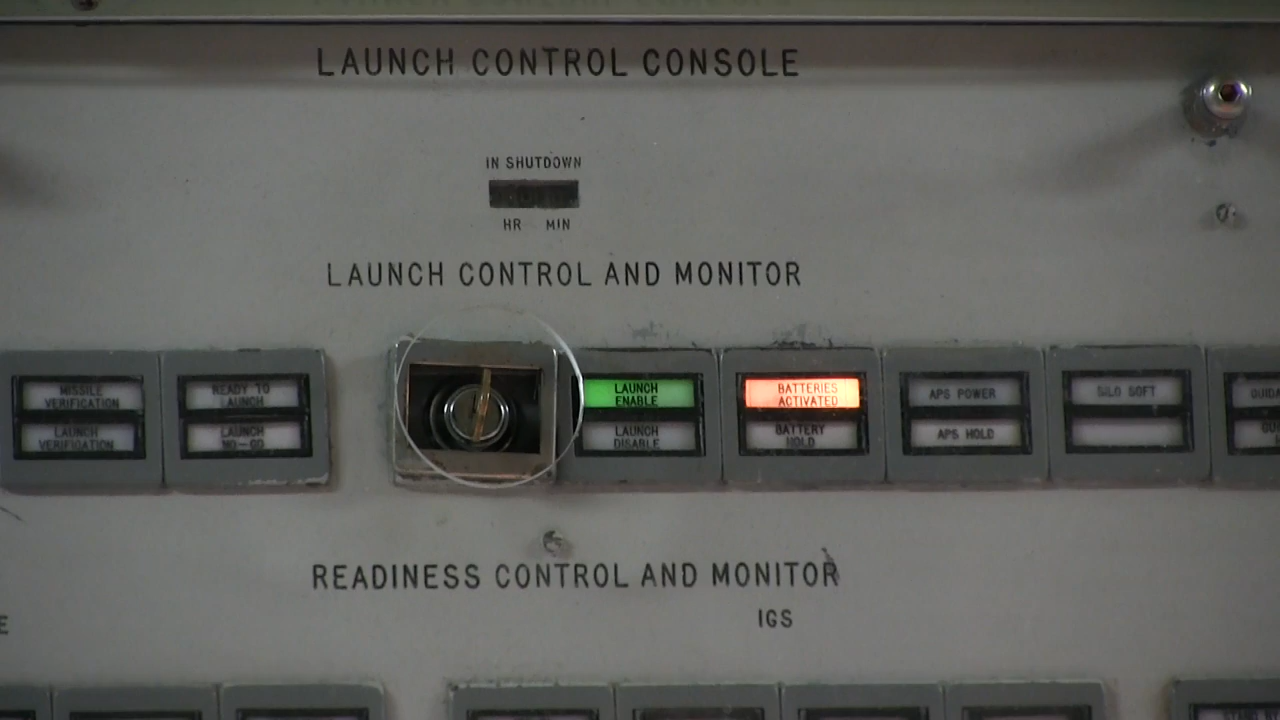 LAUNCH CONTROL CONSOLE
IN SHUTDOWN
HR MIN
LAUNCH CONTROL AND MONITOR
MISSILE
VERIFICATION
LAUNCH
VERIFICATION
READY TO
LAUNCH
LAUNCH
NO-GO
LAUNCH
ENABLE
LAUNCH
DISABLE
BATTERIES
ACTIVATED
BATTERY
HOLD
APS POWER
APS HOLD
SILO SOFT
GUIDA
GU
READINESS CONTROL AND MONITOR
E
IGS